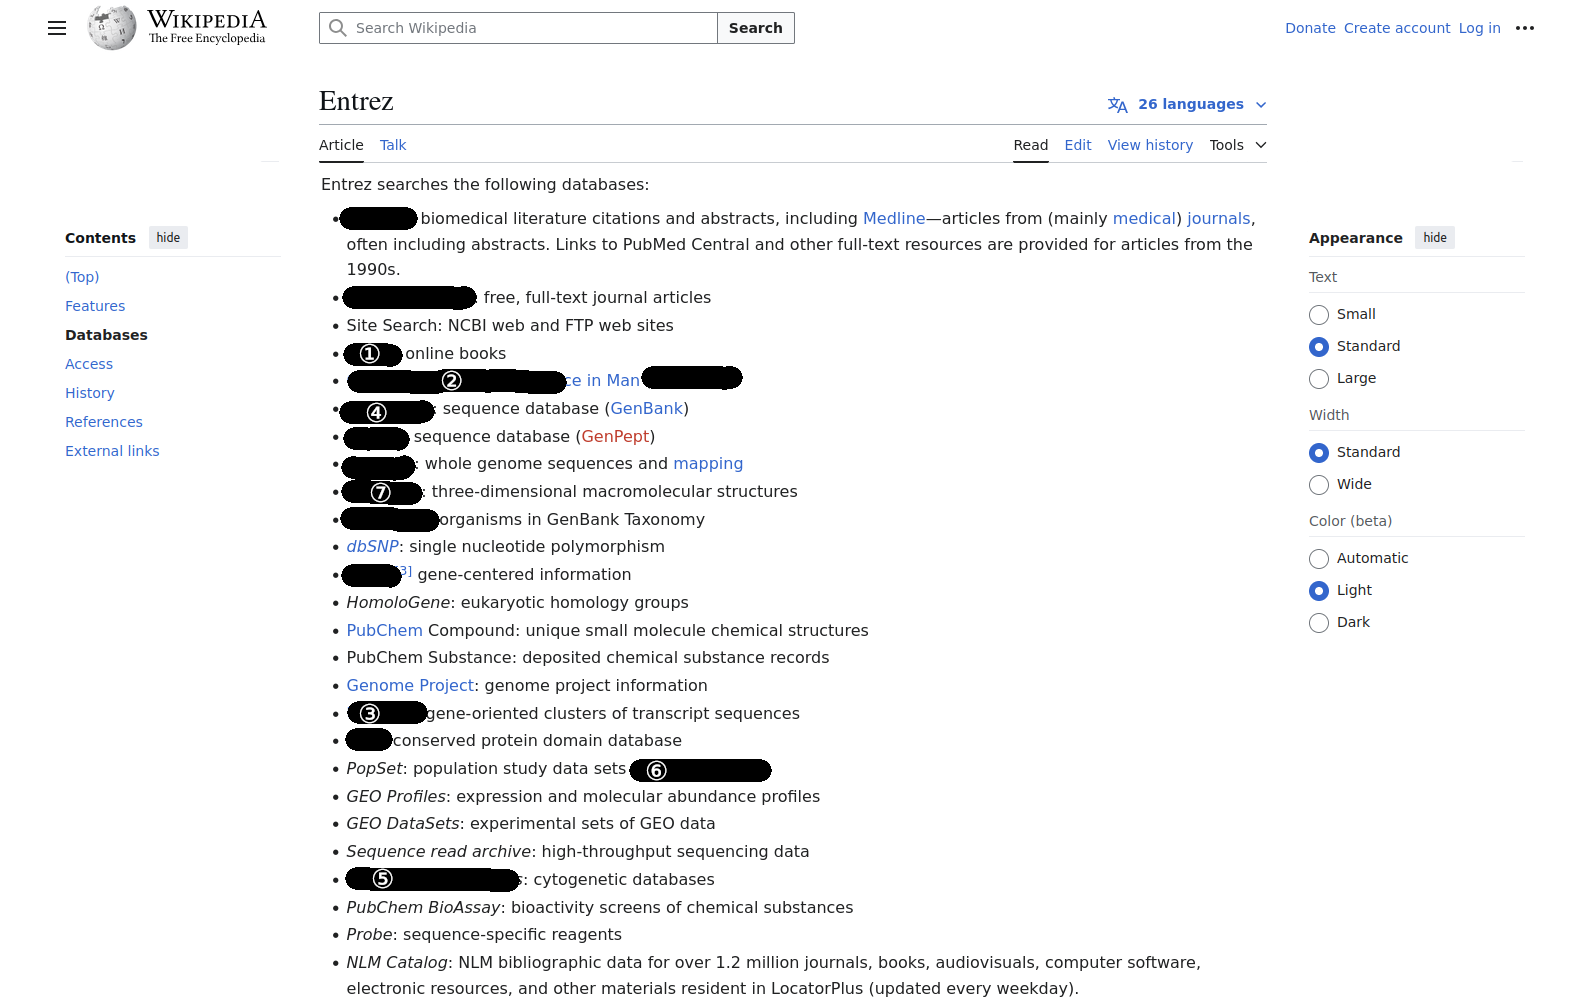 WIKIPEDIA
The Free Encyclopedia
Search Wikipedia
Search
Donate Create account Log in
Entrez
26 languages
Article Talk
Read Edit View history Tools
Entrez searches the following databases:
biomedical literature citations and abstracts, including Medline—articles from (mainly medical) journals,
often including abstracts. Links to PubMed Central and other full-text resources are provided for articles from the
1990s.
free, full-text journal articles
• Site Search: NCBI web and FTP web sites
① online books
② ce in Man
④ : sequence database (GenBank)
sequence database (GenPept)
: whole genome sequences and mapping
⑦ : three-dimensional macromolecular structures
organisms in GenBank Taxonomy
• dbSNP: single nucleotide polymorphism
3] gene-centered information
• HomoloGene: eukaryotic homology groups
• PubChem Compound: unique small molecule chemical structures
• PubChem Substance: deposited chemical substance records
• Genome Project: genome project information
③ gene-oriented clusters of transcript sequences
conserved protein domain database
• PopSet: population study data sets ⑥
• GEO Profiles: expression and molecular abundance profiles
• GEO DataSets: experimental sets of GEO data
• Sequence read archive: high-throughput sequencing data
⑤ : cytogenetic databases
• PubChem BioAssay: bioactivity screens of chemical substances
• Probe: sequence-specific reagents
• NLM Catalog: NLM bibliographic data for over 1.2 million journals, books, audiovisuals, computer software,
electronic resources, and other materials resident in LocatorPlus (updated every weekday).
Contents hide
(Top)
Features
Databases
Access
History
References
External links
Appearance hide
Text
Small
Standard
Large
Width
Standard
Wide
Color (beta)
Automatic
Light
Dark